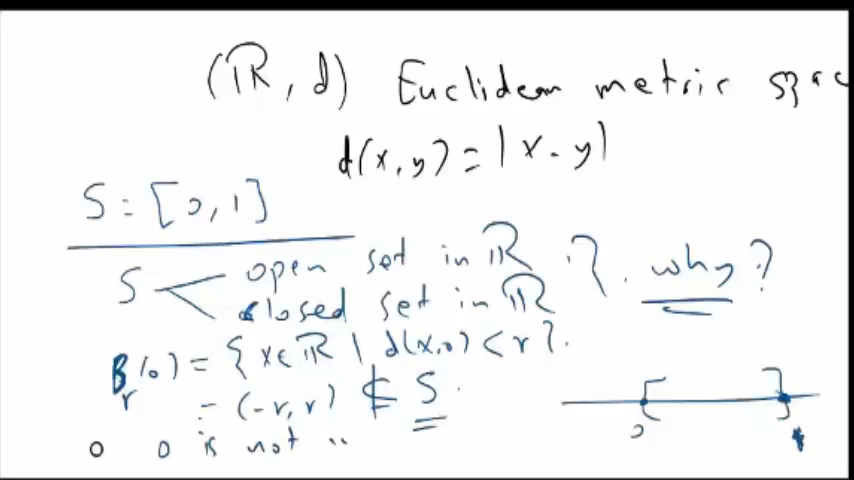 (ℝ, d) Euclidean metric spac
d(x,y) = |x-y|
S = [0,1]
S open set in ℝ ?. why?
closed set in ℝ
B_r(0) = { x∈ℝ | d(x,0) < r }.
= (-r, r) ⊄ S.
0 is not
0